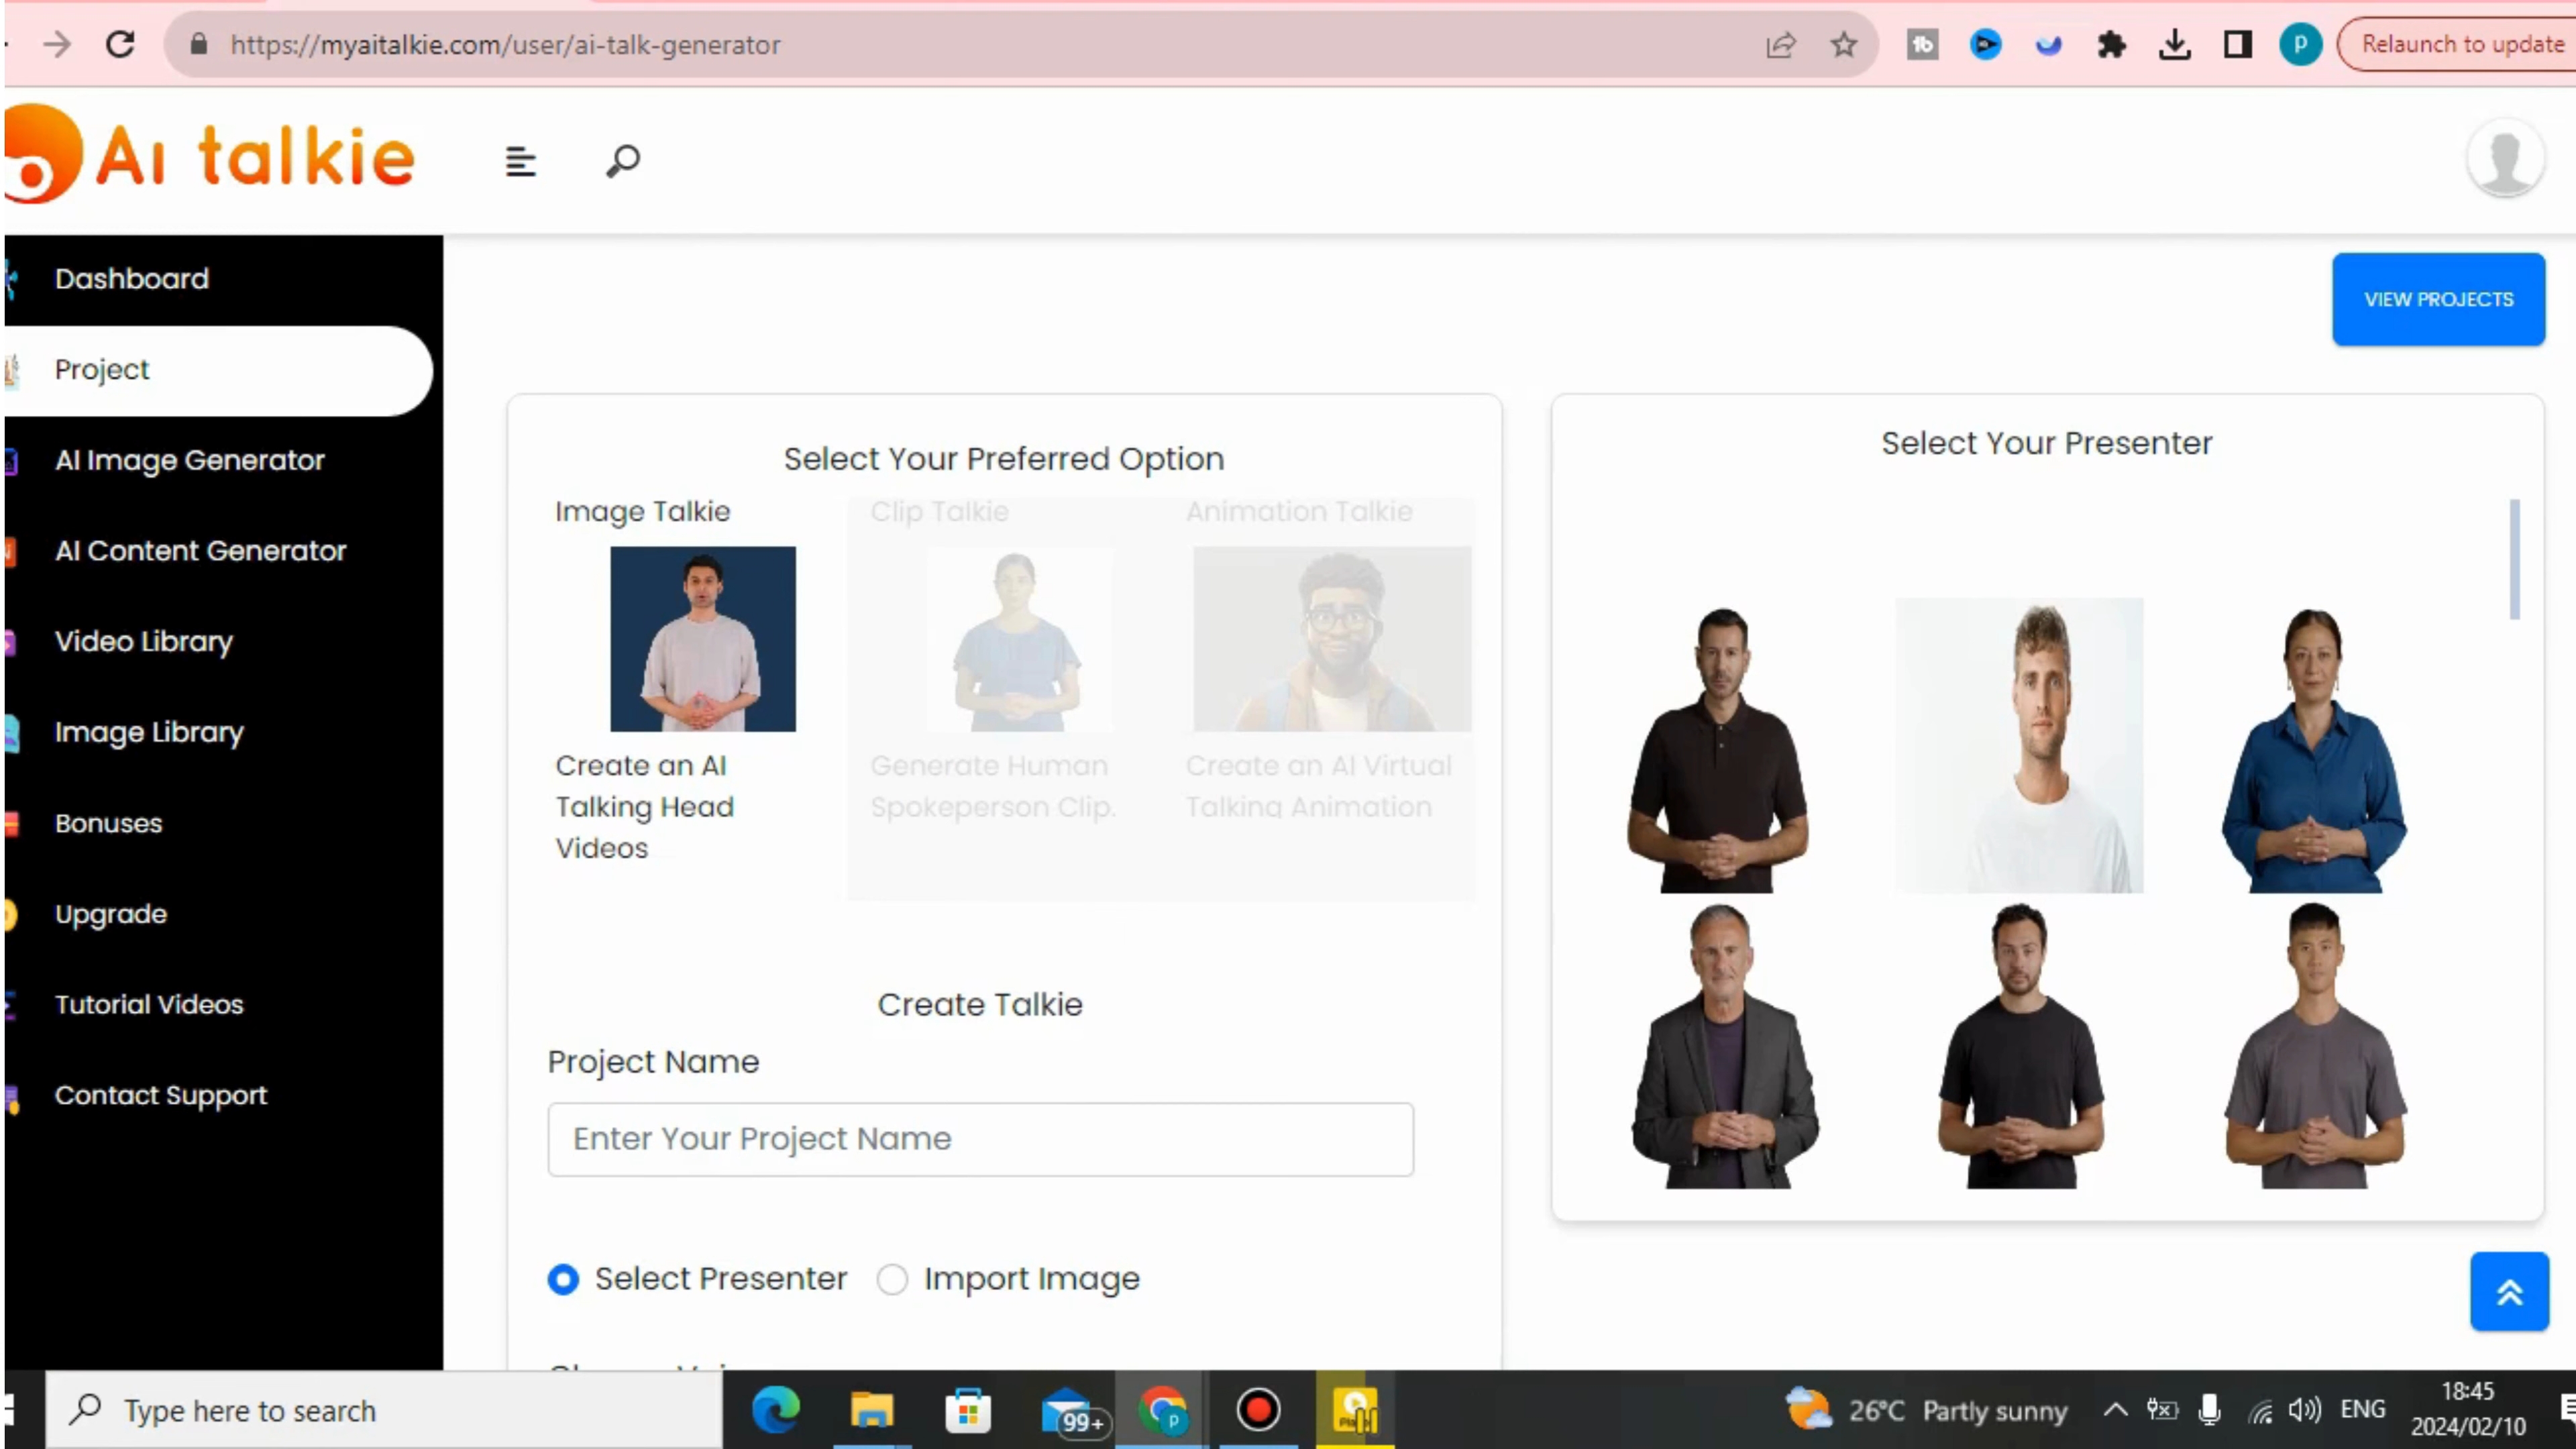 https://myaitalkie.com/user/ai-talk-generator
Relaunch to update
Ai talkie
Dashboard
Project
AI Image Generator
AI Content Generator
Video Library
Image Library
Bonuses
Upgrade
Tutorial Videos
Contact Support
VIEW PROJECTS
Select Your Preferred Option
Image Talkie
Clip Talkie
Animation Talkie
Create an AI
Talking Head
Videos
Generate Human
Spokeperson Clip.
Create an AI Virtual
Talking Animation
Create Talkie
Project Name
Enter Your Project Name
Select Presenter
Import Image
Select Your Presenter
Type here to search
99+
26°C Partly sunny
ENG
18:45
2024/02/10